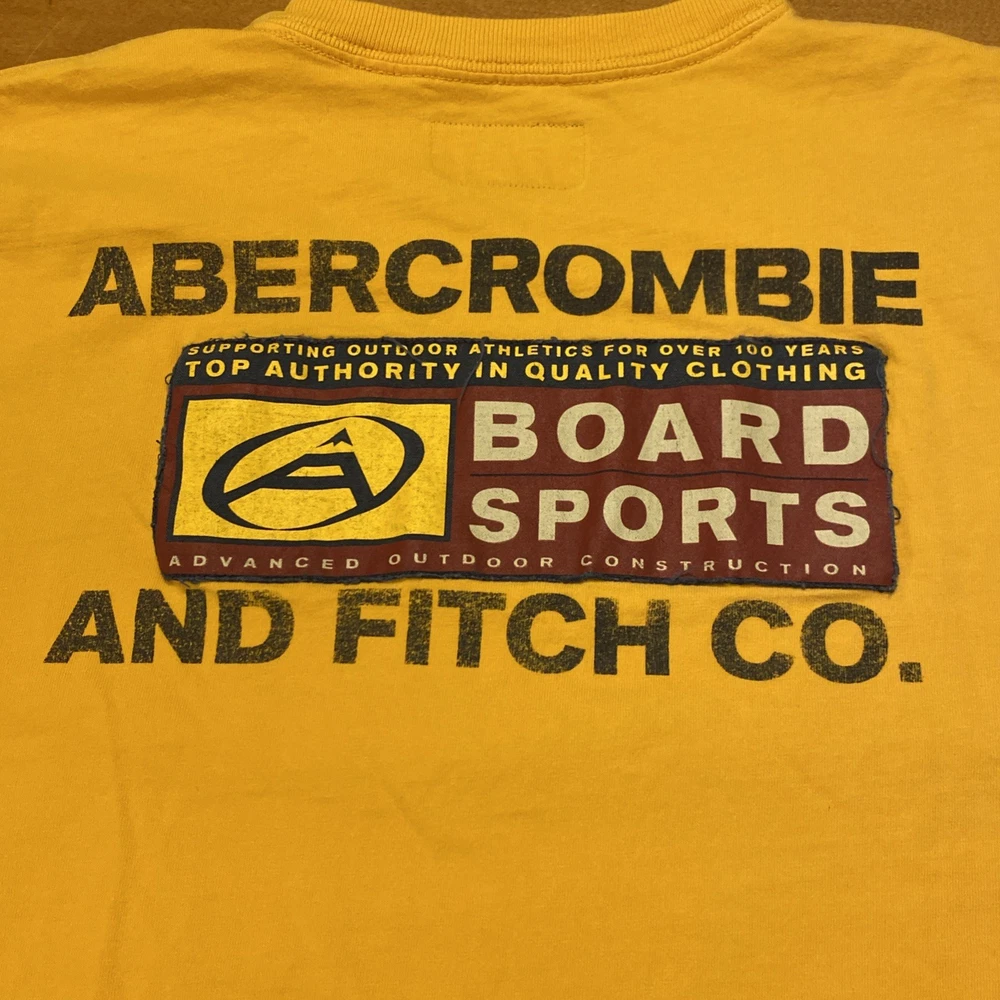 ABERCROMBIE
SUPPORTING OUTDOOR ATHLETICS FOR OVER 100 YEARS
TOP AUTHORITY IN QUALITY CLOTHING
BOARD
SPORTS
ADVANCED OUTDOOR CONSTRUCTION
AND FITCH CO.